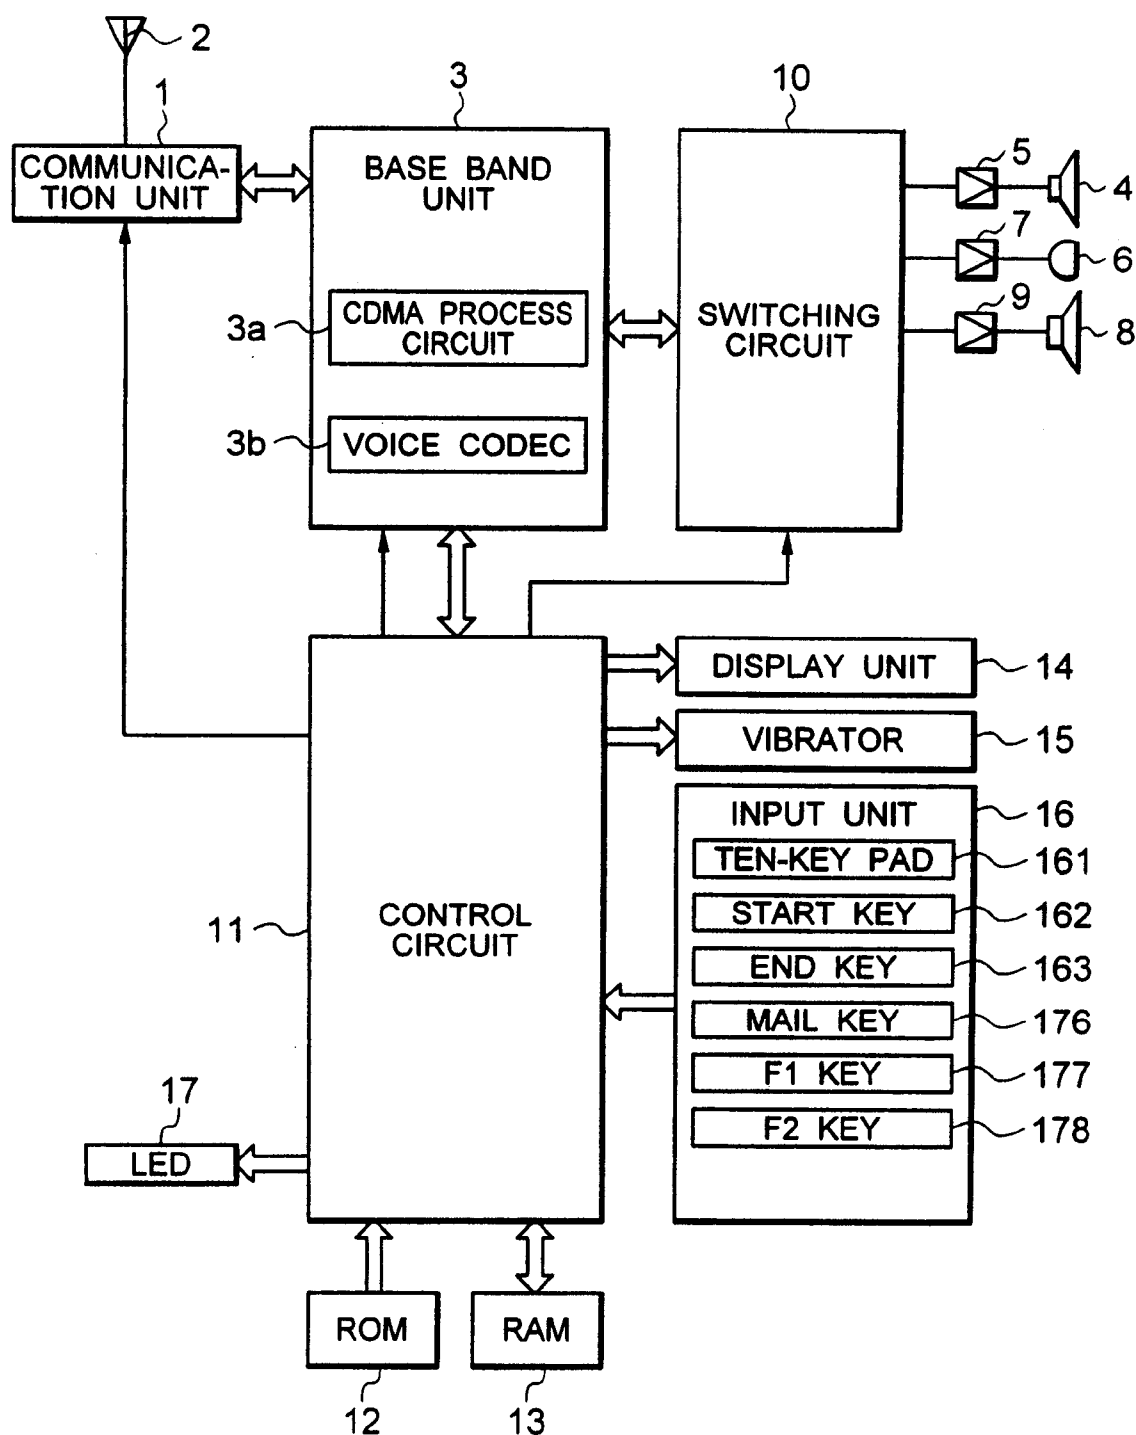 2
1
COMMUNICA-
TION UNIT
3
BASE BAND
UNIT
3a
CDMA PROCESS
CIRCUIT
3b
VOICE CODEC
10
SWITCHING
CIRCUIT
5
4
7
6
9
8
11
CONTROL
CIRCUIT
DISPLAY UNIT
14
VIBRATOR
15
INPUT UNIT
16
TEN-KEY PAD
161
START KEY
162
END KEY
163
MAIL KEY
176
F1 KEY
177
F2 KEY
178
17
LED
ROM
12
RAM
13